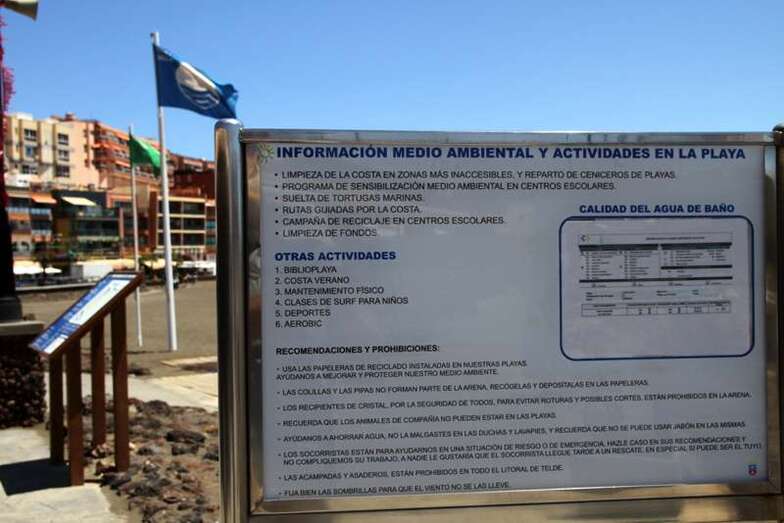 INFORMACIÓN MEDIO AMBIENTAL Y ACTIVIDADES EN LA PLAYA
• LIMPIEZA DE LA COSTA EN ZONAS MÁS INACCESIBLES, Y REPARTO DE CENICEROS DE PLAYAS.
• PROGRAMA DE SENSIBILIZACIÓN MEDIO AMBIENTAL EN CENTROS ESCOLARES.
• SUELTA DE TORTUGAS MARINAS.
• RUTAS GUIADAS POR LA COSTA.
• CAMPAÑA DE RECICLAJE EN CENTROS ESCOLARES.
• LIMPIEZA DE FONDOS.
CALIDAD DEL AGUA DE BAÑO
OTRAS ACTIVIDADES
1. BIBLIOPLAYA
2. COSTA VERANO
3. MANTENIMIENTO FÍSICO
4. CLASES DE SURF PARA NIÑOS
5. DEPORTES
6. AEROBIC
RECOMENDACIONES Y PROHIBICIONES:
• USA LAS PAPELERAS DE RECICLADO INSTALADAS EN NUESTRAS PLAYAS.
AYÚDANOS A MEJORAR Y PROTEGER NUESTRO MEDIO AMBIENTE.
• LAS COLILLAS Y LAS PIPAS NO FORMAN PARTE DE LA ARENA, RECÓGELAS Y DEPOSÍTALAS EN LAS PAPELERAS.
• LOS RECIPIENTES DE CRISTAL, POR LA SEGURIDAD DE TODOS, PARA EVITAR ROTURAS Y POSIBLES CORTES, ESTÁN PROHIBIDOS EN LA ARENA.
• RECUERDA QUE LOS ANIMALES DE COMPAÑÍA NO PUEDEN ESTAR EN LAS PLAYAS.
• AYÚDANOS A AHORRAR AGUA, NO LA MALGASTES EN LAS DUCHAS Y LAVAPIES, Y RECUERDA QUE NO SE PUEDE USAR JABÓN EN LAS MISMAS
• LOS SOCORRISTAS ESTÁN PARA AYUDARNOS EN UNA SITUACIÓN DE RIESGO O DE EMERGENCIA, HAZLE CASO EN SUS RECOMENDACIONES Y
NO COMPLIQUEMOS SU TRABAJO, A NADIE LE GUSTARÍA QUE EL SOCORRISTA LLEGUE TARDE A UN RESCATE, EN ESPECIAL SI PUEDE SER EL TUYO.
• LAS ACAMPADAS Y ASADEROS, ESTÁN PROHIBIDOS EN TODO EL LITORAL DE TELDE.
• FIJA BIEN LAS SOMBRILLAS PARA QUE EL VIENTO NO SE LAS LLEVE.